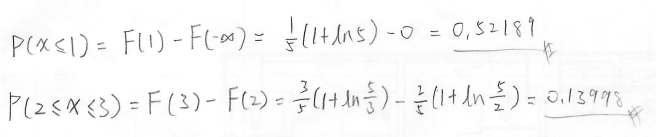 P(X≤1) = F(1) - F(-∞) = 1/5(1+ln5) - 0 = 0.52189
P(2≤X≤3) = F(3) - F(2) = 3/5(1+ln 5/3) - 2/5(1+ln 5/2) = 0.13998